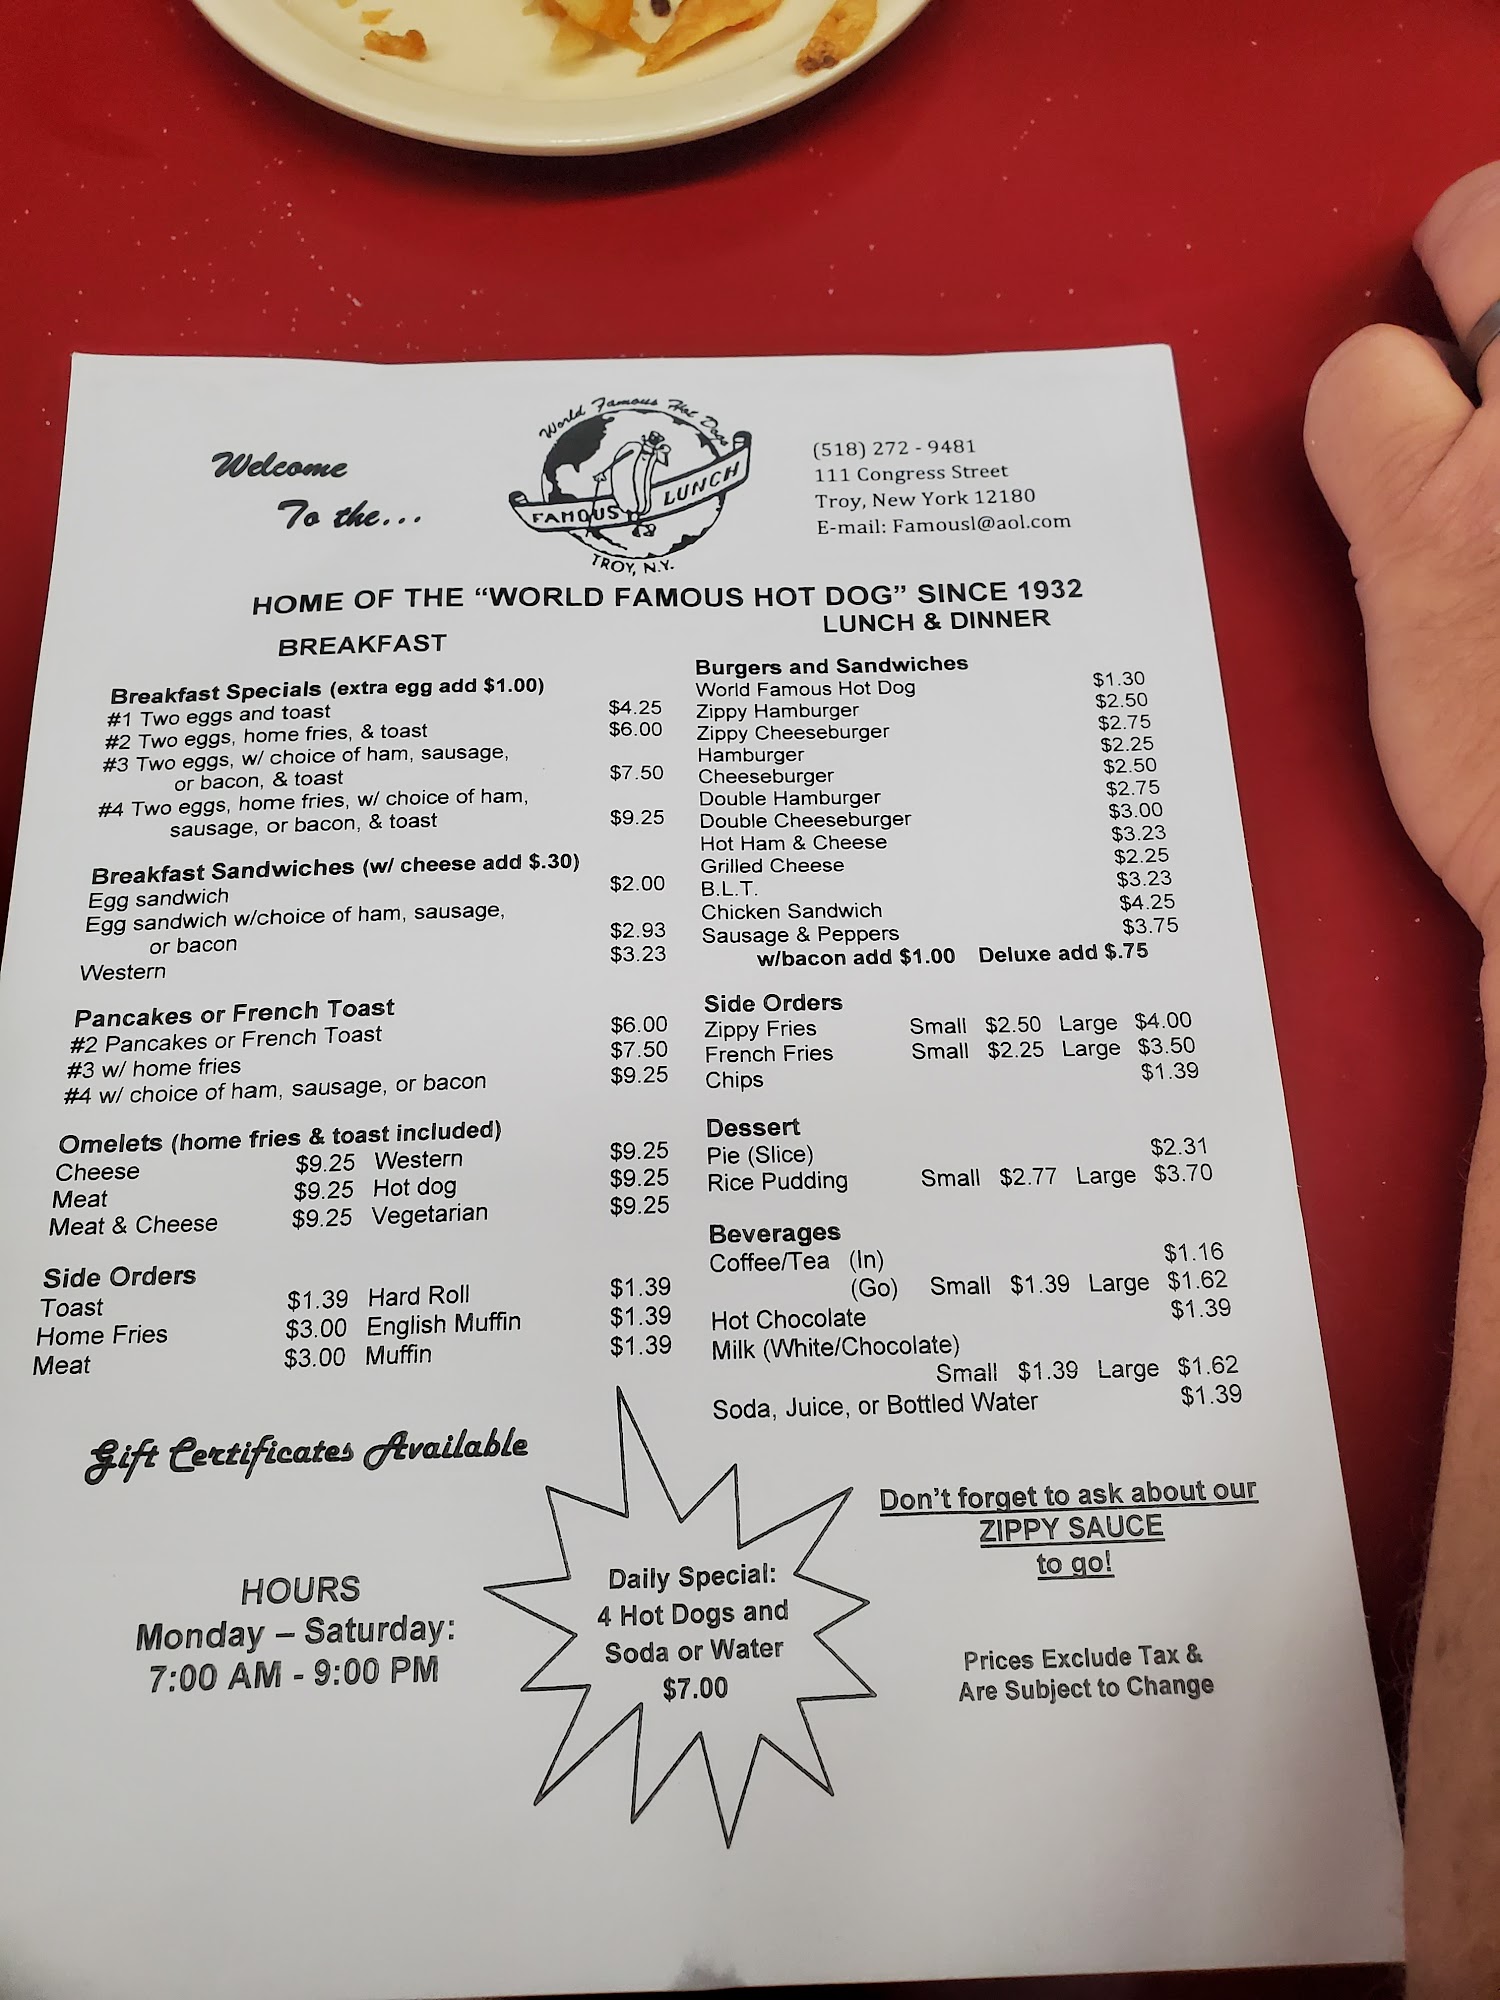 Welcome
To the...
World Famous Hot Dogs
FAMOUS LUNCH
TROY, N.Y.
(518) 272 - 9481
111 Congress Street
Troy, New York 12180
E-mail: Famousl@aol.com
HOME OF THE “WORLD FAMOUS HOT DOG” SINCE 1932
BREAKFAST
Breakfast Specials (extra egg add $1.00)
#1 Two eggs and toast $4.25
#2 Two eggs, home fries, & toast $6.00
#3 Two eggs, w/ choice of ham, sausage,
or bacon, & toast $7.50
#4 Two eggs, home fries, w/ choice of ham,
sausage, or bacon, & toast $9.25
Breakfast Sandwiches (w/ cheese add $.30)
Egg sandwich $2.00
Egg sandwich w/choice of ham, sausage,
or bacon $2.93
Western $3.23
Pancakes or French Toast
#2 Pancakes or French Toast $6.00
#3 w/ home fries $7.50
#4 w/ choice of ham, sausage, or bacon $9.25
Omelets (home fries & toast included)
Cheese $9.25 Western $9.25
Meat $9.25 Hot dog $9.25
Meat & Cheese $9.25 Vegetarian $9.25
Side Orders
Toast $1.39 Hard Roll $1.39
Home Fries $3.00 English Muffin $1.39
Meat $3.00 Muffin $1.39
LUNCH & DINNER
Burgers and Sandwiches
World Famous Hot Dog $1.30
Zippy Hamburger $2.50
Zippy Cheeseburger $2.75
Hamburger $2.25
Cheeseburger $2.50
Double Hamburger $2.75
Double Cheeseburger $3.00
Hot Ham & Cheese $3.23
Grilled Cheese $2.25
B.L.T. $3.23
Chicken Sandwich $4.25
Sausage & Peppers $3.75
w/bacon add $1.00 Deluxe add $.75
Side Orders
Zippy Fries Small $2.50 Large $4.00
French Fries Small $2.25 Large $3.50
Chips $1.39
Dessert
Pie (Slice) $2.31
Rice Pudding Small $2.77 Large $3.70
Beverages
Coffee/Tea (In) $1.16
(Go) Small $1.39 Large $1.62
Hot Chocolate $1.39
Milk (White/Chocolate)
Small $1.39 Large $1.62
Soda, Juice, or Bottled Water $1.39
Gift Certificates Available
HOURS
Monday – Saturday:
7:00 AM - 9:00 PM
Daily Special:
4 Hot Dogs and
Soda or Water
$7.00
Don't forget to ask about our
ZIPPY SAUCE
to go!
Prices Exclude Tax &
Are Subject to Change